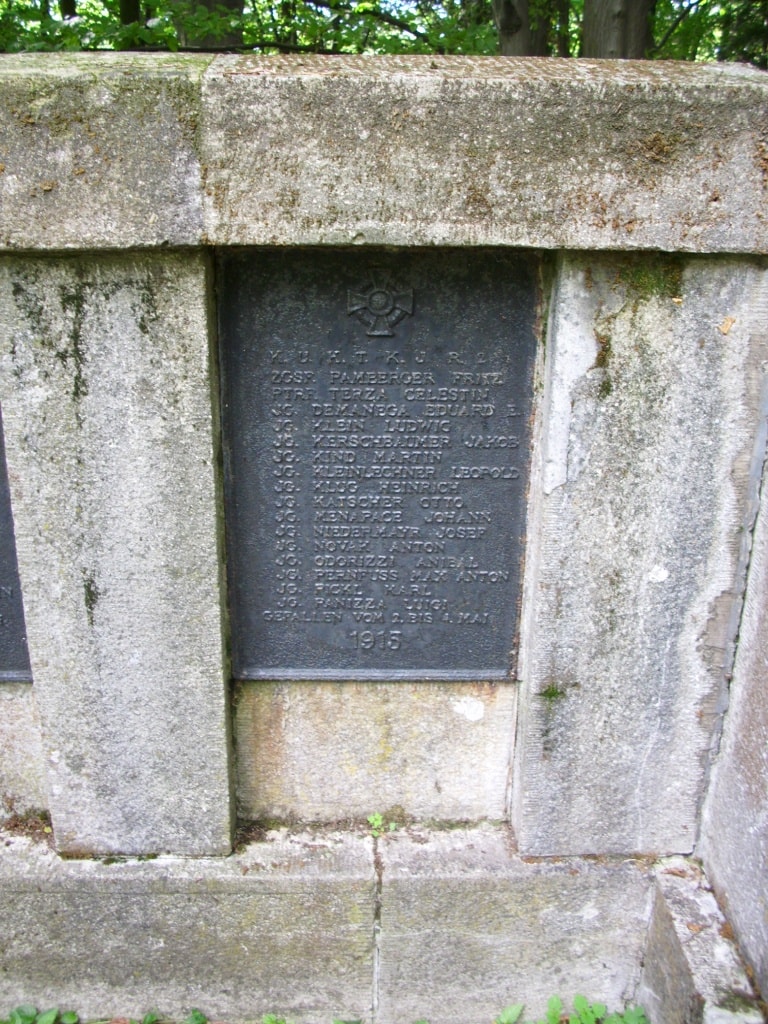 K. U. K. T. K. J. R. 2.
ZGSF PAMBERGER FRITZ
PTRF TERZA CELESTIN
JG. DEMANEGA EDUARD
JG. KLEIN LUDWIG
JG. KERSCHBAUMER JAKOB
JG. KIND MARTIN
JG. KLEINLECHNER LEOPOLD
JG. KLUG HEINRICH
JG. KATSCHER OTTO
JG. MENAPACE JOHANN
JG. NIEDERMAYR JOSEF
JG. NOVAK ANTON
JG. ODORIZZI ANIBAL
JG. PERNFUSS MAX ANTON
JG. PICKL KARL
JG. PANIZZA LUIGI
GEFALLEN VOM 2. BIS 4. MAI
1915